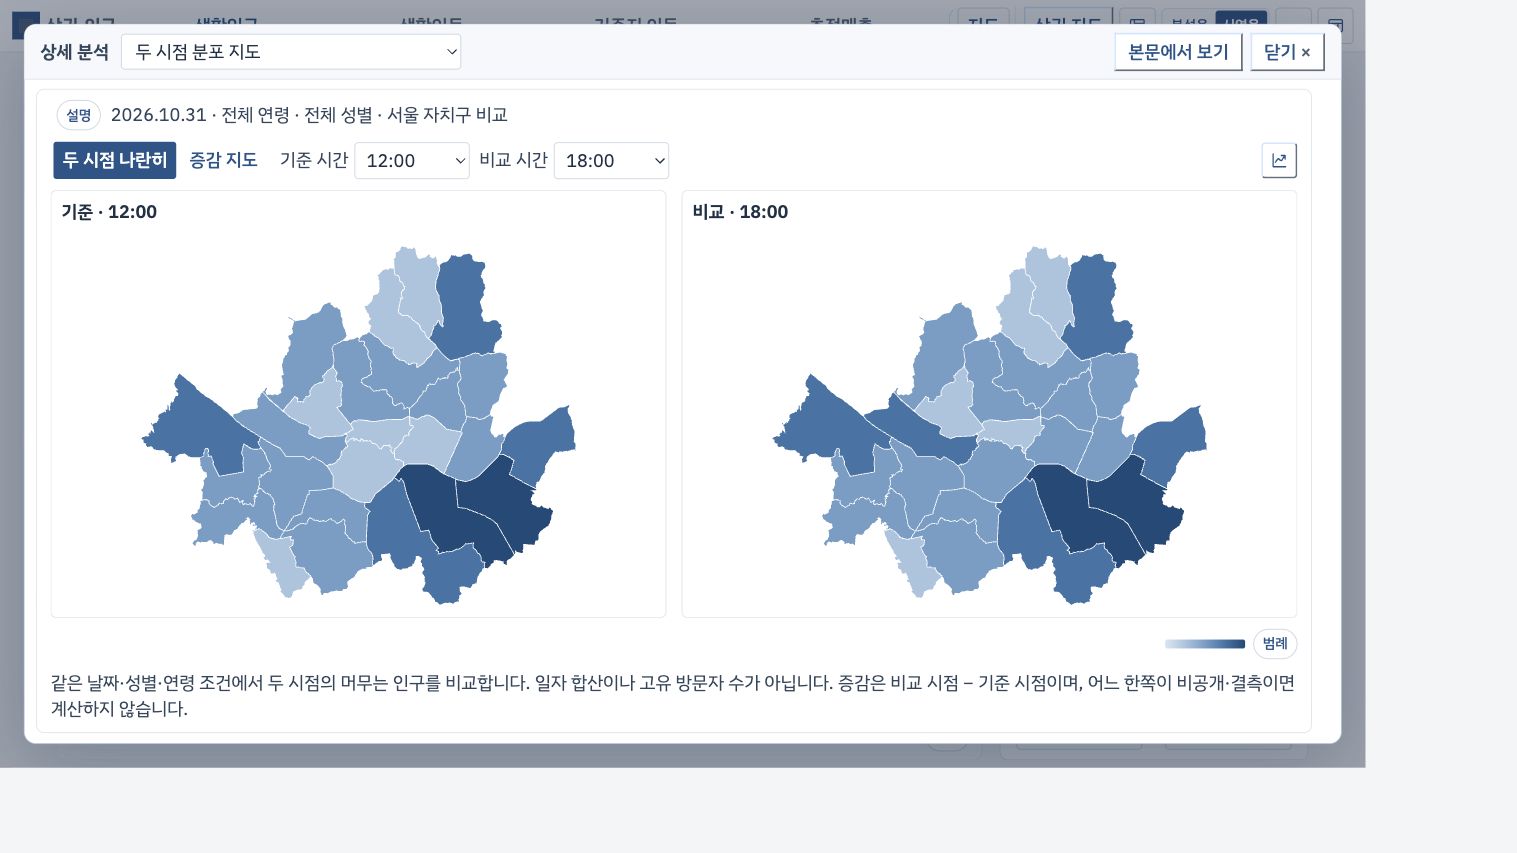 상세 분석
두 시점 분포 지도
본문에서 보기
닫기 ×
설명
2026.10.31 · 전체 연령 · 전체 성별 · 서울 자치구 비교
두 시점 나란히
증감 지도
기준 시간
12:00
비교 시간
18:00
기준 · 12:00
비교 · 18:00
범례
같은 날짜·성별·연령 조건에서 두 시점의 머무는 인구를 비교합니다. 일자 합산이나 고유 방문자 수가 아닙니다. 증감은 비교 시점 – 기준 시점이며, 어느 한쪽이 비공개·결측이면
계산하지 않습니다.